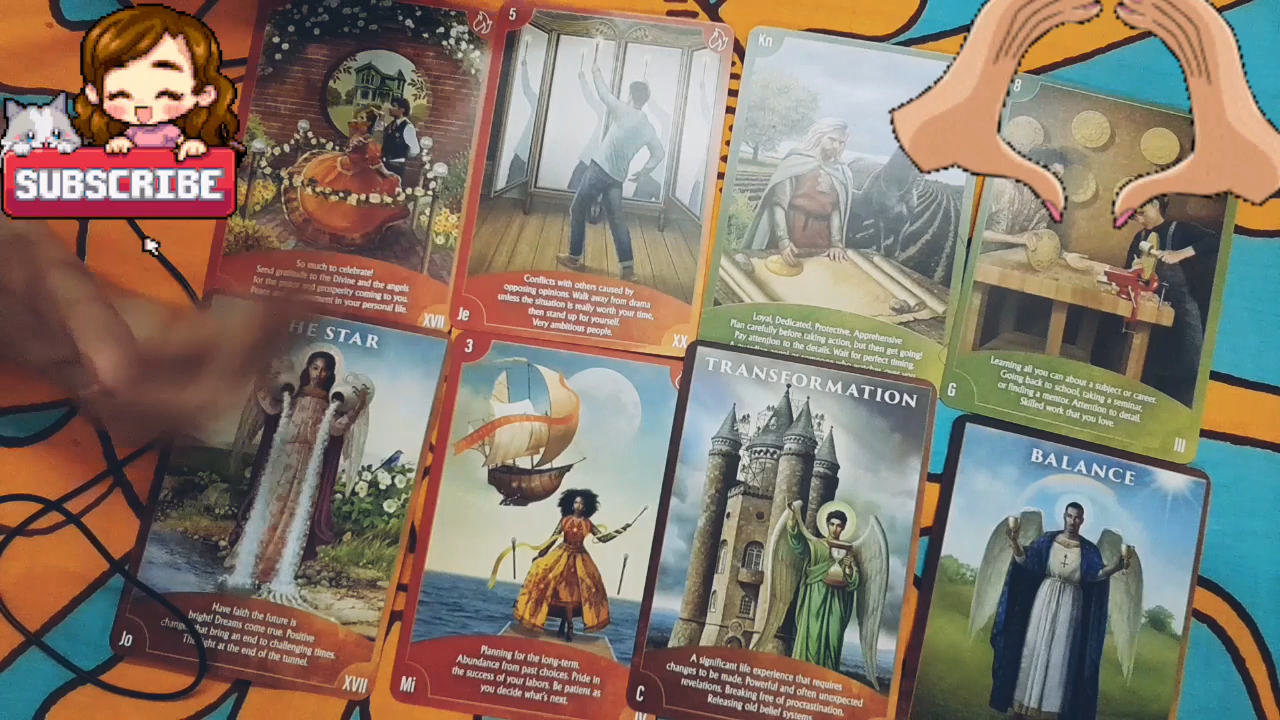 SUBSCRIBE
So much to celebrate!
Send gratitude to the Divine and the angels
for the peace and prosperity coming to you.
in your personal life.
XVII
5
Conflicts with others caused by
opposing opinions. Walk away from drama
unless the situation is really worth your time,
then stand up for yourself.
Very ambitious people.
Je
XX
Kn
Loyal, Dedicated, Protective, Apprehensive
Plan carefully before taking action, but then get going!
Pay attention to the details. Wait for perfect timing.
8
Learning all you can about a subject or career.
Going back to school, taking a seminar,
or finding a mentor. Attention to detail.
Skilled work that you love.
G
III
HE STAR
Have faith the future is
bright! Dreams come true. Positive
changes that bring an end to challenging times.
The light at the end of the tunnel.
Jo
XVII
3
Planning for the long-term.
Abundance from past choices. Pride in
the success of your labors. Be patient as
you decide what's next.
Mi
TRANSFORMATION
A significant life experience that requires
changes to be made. Powerful and often unexpected
revelations. Breaking free of procrastination.
Releasing old belief systems
C
IV
BALANCE